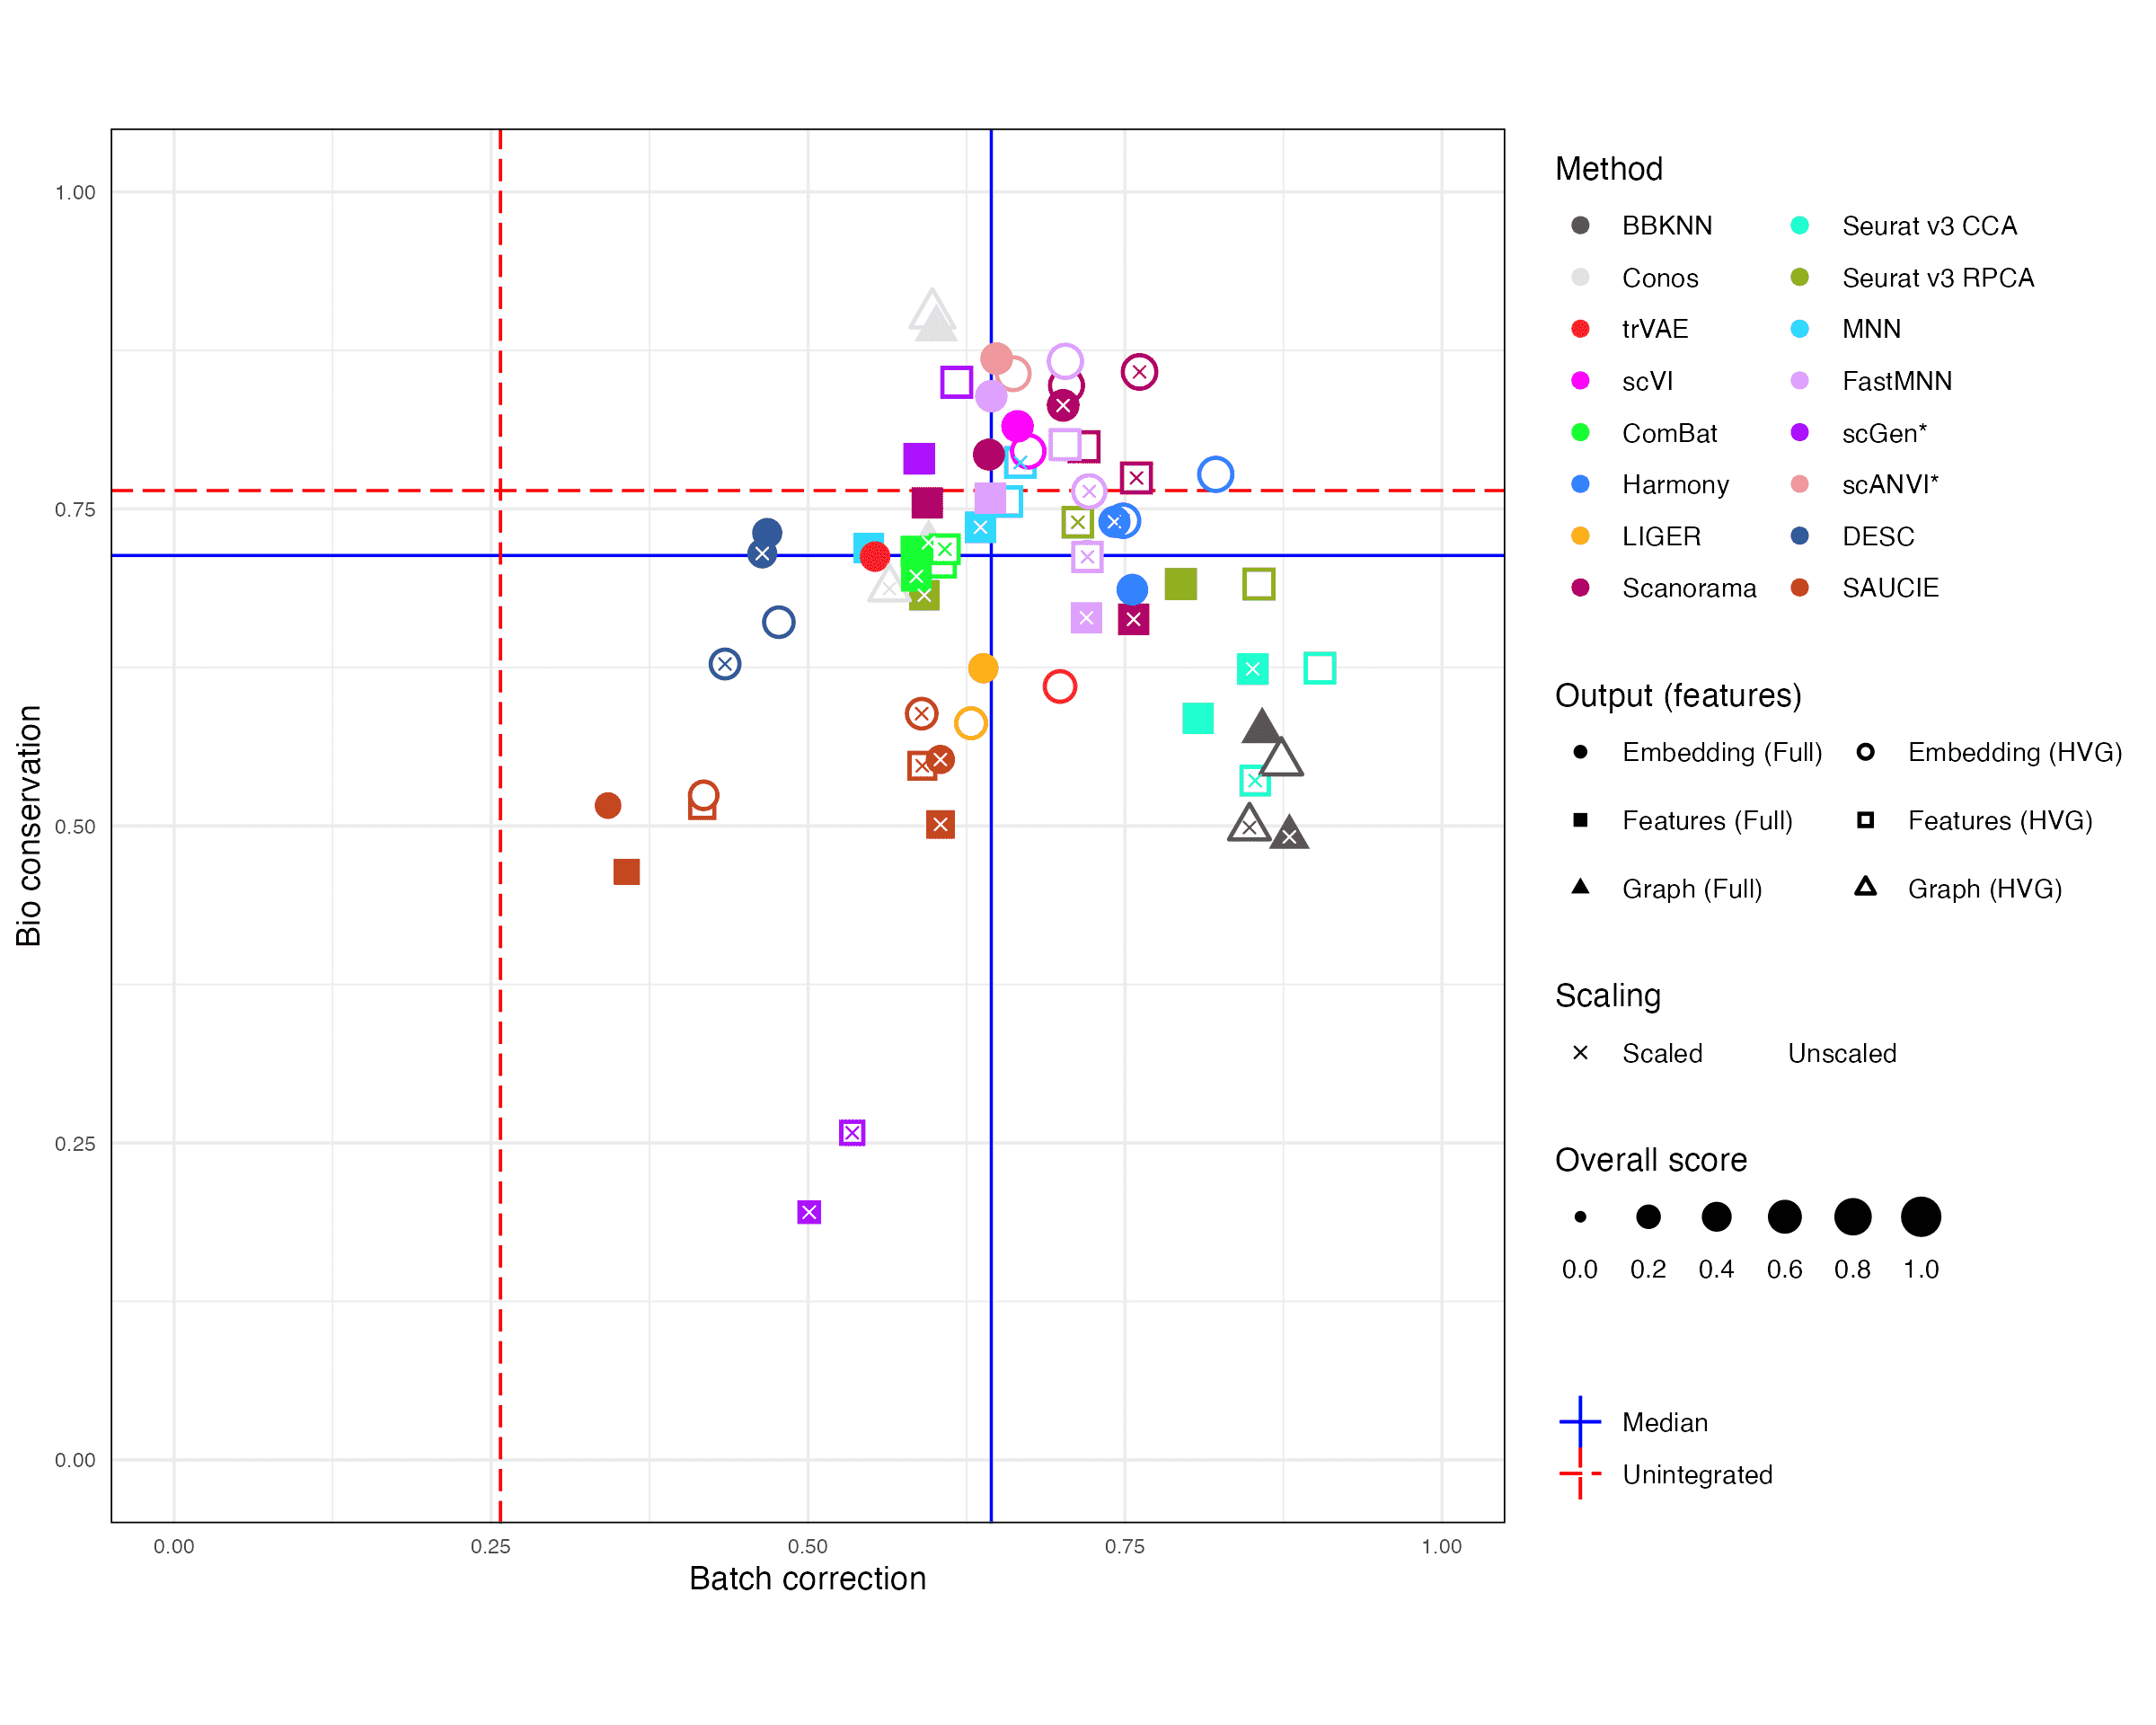 1.00
0.75
0.50
0.25
0.00
Bio conservation
0.00 0.25 0.50 0.75 1.00
Batch correction
Method
BBKNN Seurat v3 CCA
Conos Seurat v3 RPCA
trVAE MNN
scVI FastMNN
ComBat scGen*
Harmony scANVI*
LIGER DESC
Scanorama SAUCIE
Output (features)
Embedding (Full) Embedding (HVG)
Features (Full) Features (HVG)
Graph (Full) Graph (HVG)
Scaling
Scaled Unscaled
Overall score
0.0 0.2 0.4 0.6 0.8 1.0
Median
Unintegrated